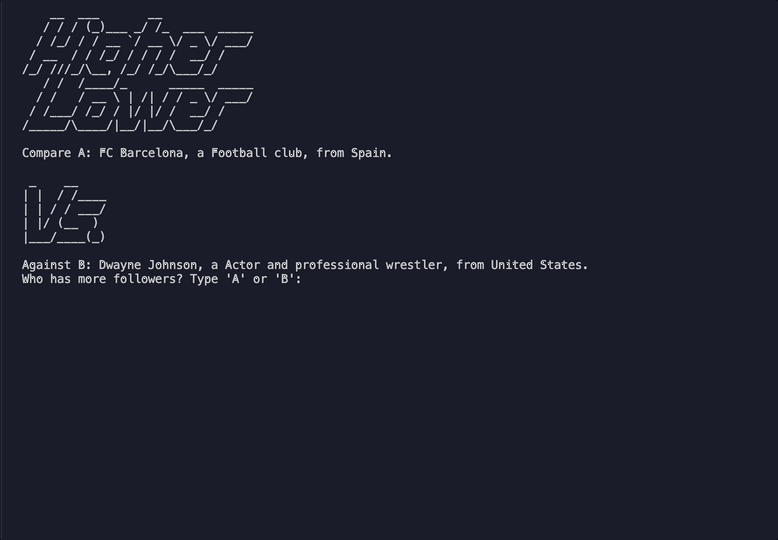 Higher
Lower
Compare A: FC Barcelona, a Football club, from Spain.
Vs.
Against B: Dwayne Johnson, a Actor and professional wrestler, from United States.
Who has more followers? Type 'A' or 'B':